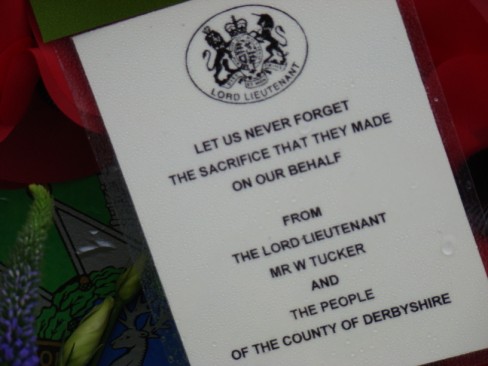 LORD LIEUTENANT
LET US NEVER FORGET
THE SACRIFICE THAT THEY MADE
ON OUR BEHALF
FROM
THE LORD LIEUTENANT
MR W TUCKER
AND
THE PEOPLE
OF THE COUNTY OF DERBYSHIRE